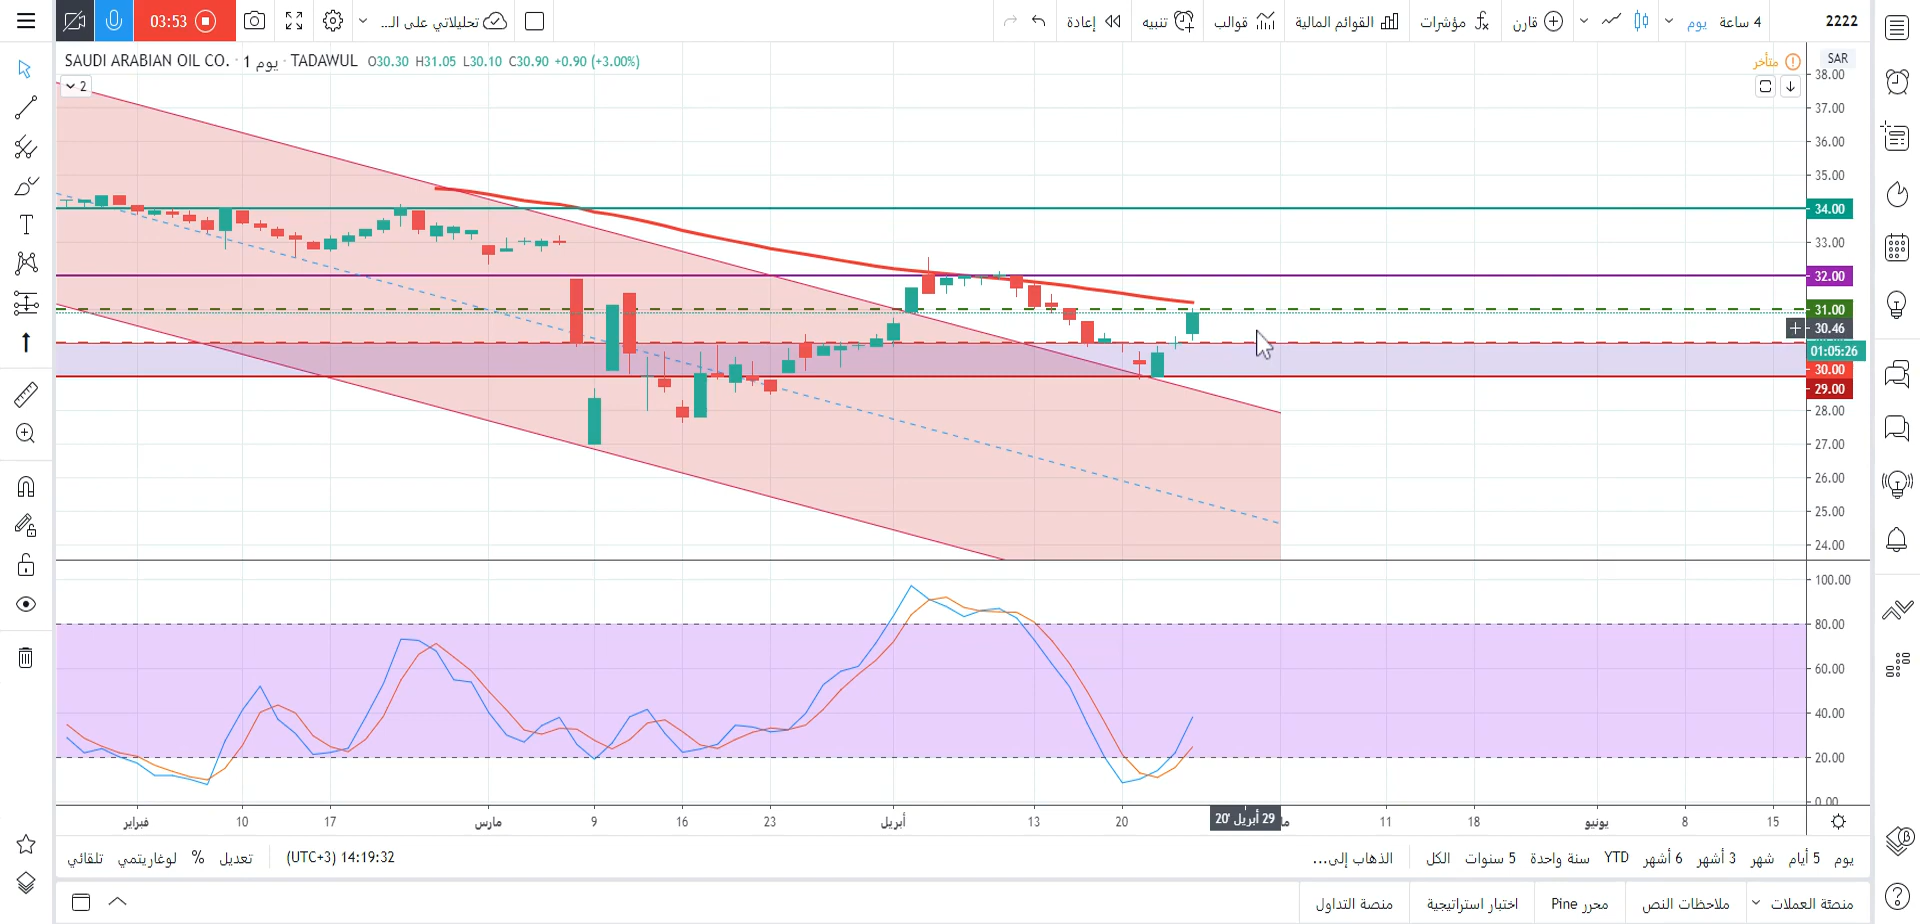 03:53
تحليلاتي على الـ...
إعادة
تنبيه
قوالب
القوائم المالية
مؤشرات
قارن
يوم
4 ساعة
2222
SAUDI ARABIAN OIL CO. · 1 يوم · TADAWUL O30.30 H31.05 L30.10 C30.90 +0.90 (+3.00%)
2
متأخر
SAR
38.00
37.00
36.00
35.00
34.00
33.00
32.00
31.00
30.46
01:05:26
30.00
29.00
28.00
27.00
26.00
25.00
24.00
100.00
80.00
60.00
40.00
20.00
0.00
فبراير 10 17 مارس 9 16 23 أبريل 13 20 29 أبريل '20 11 18 يونيو 8 15
تلقائي لوغاريتمي % تعديل 14:19:32 (UTC+3)
الذهاب إلى... الكل 5 سنوات سنة واحدة YTD 6 أشهر 3 أشهر شهر 5 أيام يوم
منصة التداول اختبار استراتيجية محرر Pine ملاحظات النص منصّة العملات